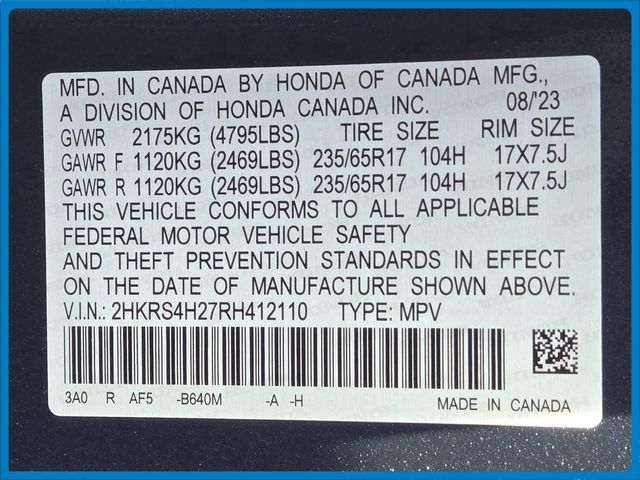 MFD. IN CANADA BY HONDA OF CANADA MFG.,
A DIVISION OF HONDA CANADA INC. 08/'23
GVWR 2175KG (4795LBS) TIRE SIZE RIM SIZE
GAWR F 1120KG (2469LBS) 235/65R17 104H 17X7.5J
GAWR R 1120KG (2469LBS) 235/65R17 104H 17X7.5J
THIS VEHICLE CONFORMS TO ALL APPLICABLE
FEDERAL MOTOR VEHICLE SAFETY
AND THEFT PREVENTION STANDARDS IN EFFECT
ON THE DATE OF MANUFACTURE SHOWN ABOVE.
V.I.N.: 2HKRS4H27RH412110 TYPE: MPV
3A0 R AF5 -B640M -A -H MADE IN CANADA